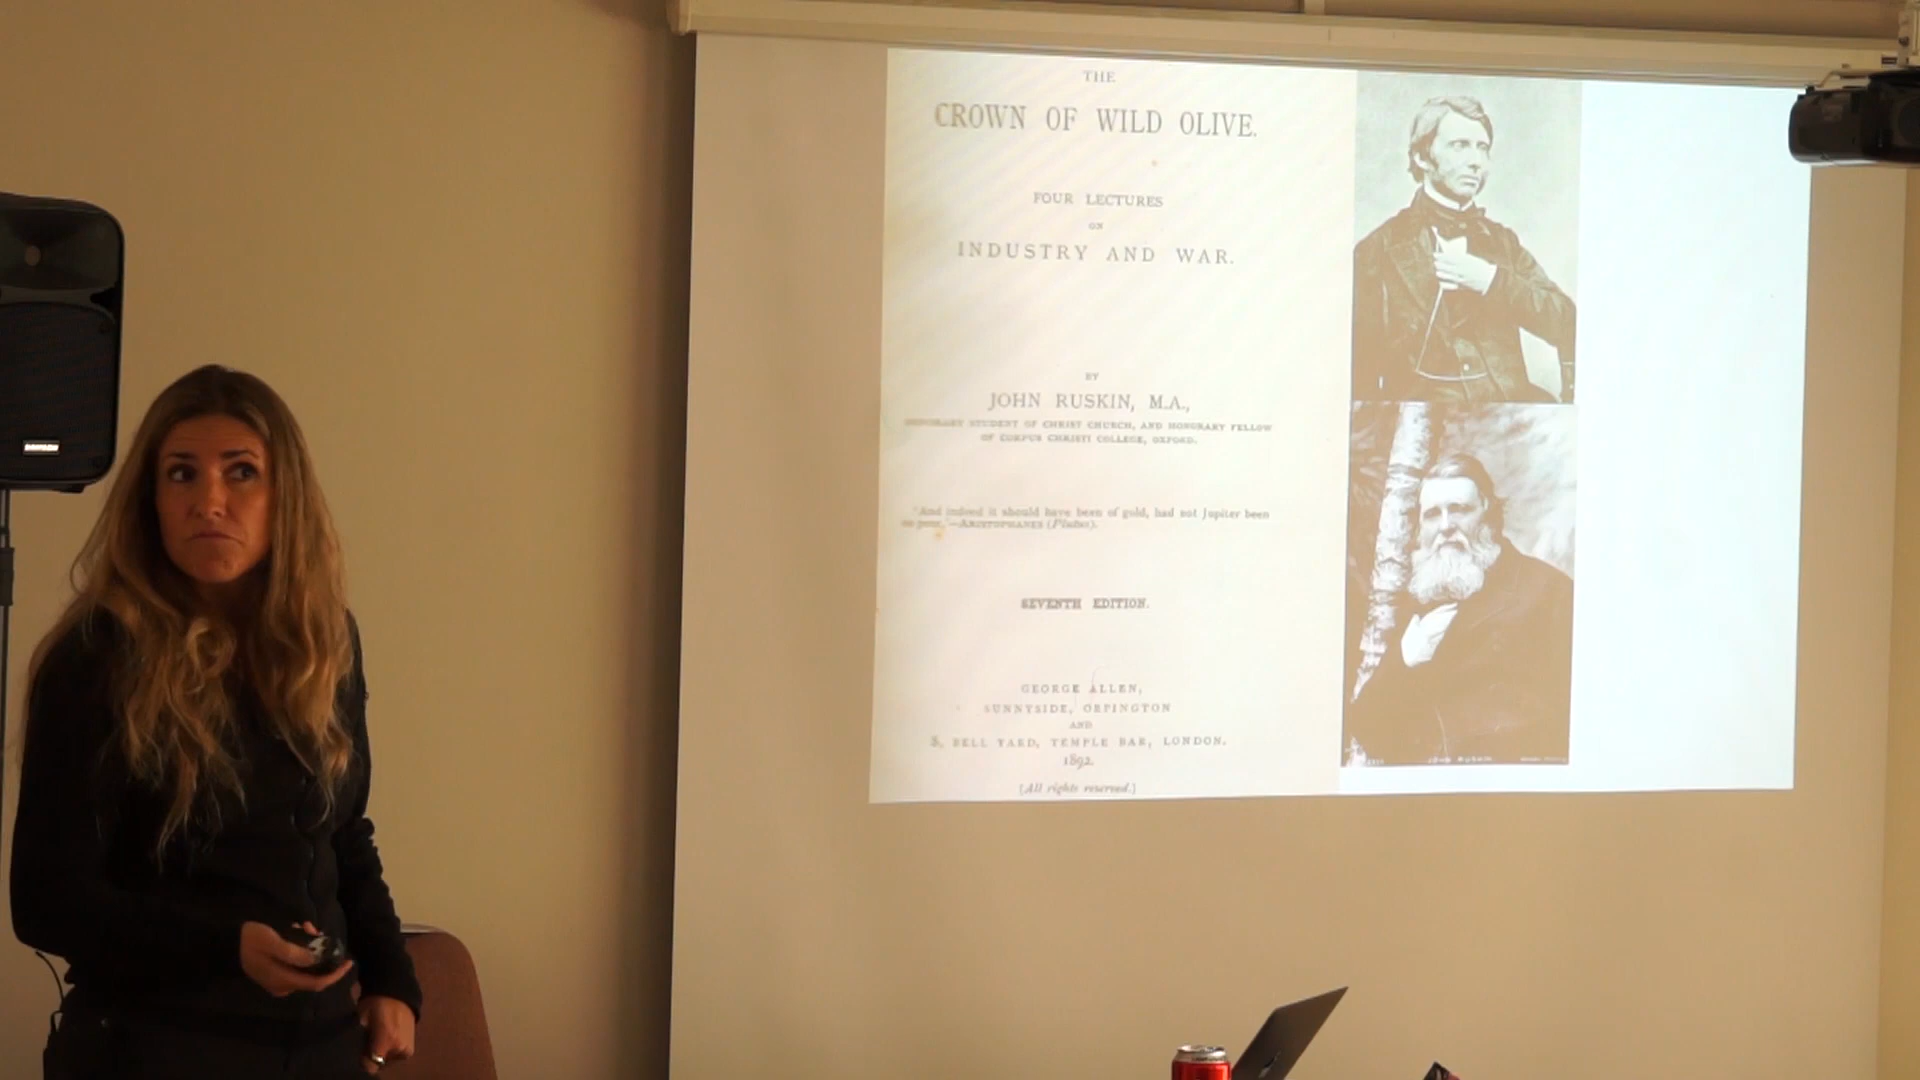 THE
CROWN OF WILD OLIVE.
FOUR LECTURES
ON
INDUSTRY AND WAR.
BY
JOHN RUSKIN, M.A.,
HONORARY STUDENT OF CHRIST CHURCH, AND HONORARY FELLOW
OF CORPUS CHRISTI COLLEGE, OXFORD.
"And indeed it should have been of gold, had not Jupiter been
so poor."—ARISTOPHANES (Plutus).
SEVENTH EDITION.
GEORGE ALLEN,
SUNNYSIDE, ORPINGTON
AND
8, BELL YARD, TEMPLE BAR, LONDON.
1892.
[All rights reserved.]